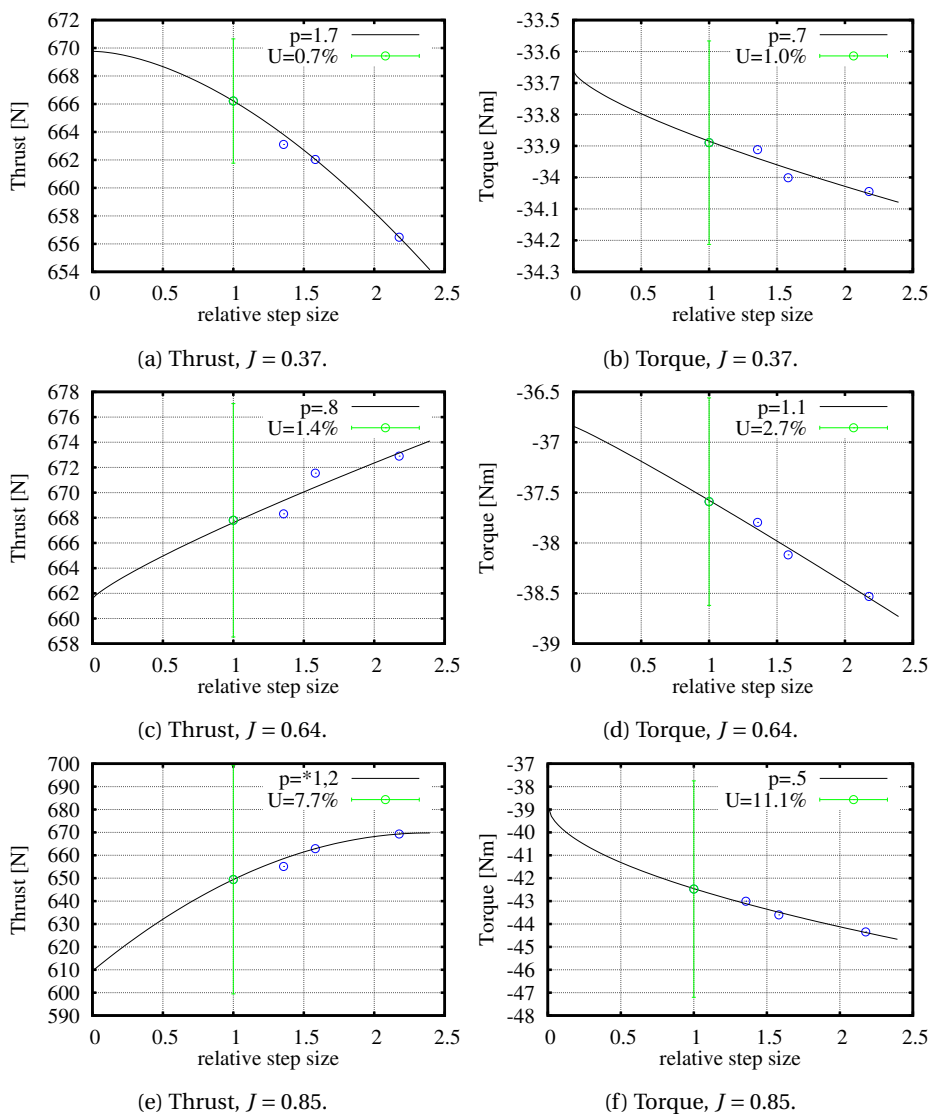 672
670
668
666
664
662
660
658
656
654
0 0.5 1 1.5 2 2.5
Thrust [N]
relative step size
p=1.7
U=0.7%
(a) Thrust, J = 0.37.
-33.5
-33.6
-33.7
-33.8
-33.9
-34
-34.1
-34.2
-34.3
0 0.5 1 1.5 2 2.5
Torque [Nm]
relative step size
p=.7
U=1.0%
(b) Torque, J = 0.37.
678
676
674
672
670
668
666
664
662
660
658
0 0.5 1 1.5 2 2.5
Thrust [N]
relative step size
p=.8
U=1.4%
(c) Thrust, J = 0.64.
-36.5
-37
-37.5
-38
-38.5
-39
0 0.5 1 1.5 2 2.5
Torque [Nm]
relative step size
p=1.1
U=2.7%
(d) Torque, J = 0.64.
700
690
680
670
660
650
640
630
620
610
600
590
0 0.5 1 1.5 2 2.5
Thrust [N]
relative step size
p=*1,2
U=7.7%
(e) Thrust, J = 0.85.
-37
-38
-39
-40
-41
-42
-43
-44
-45
-46
-47
-48
0 0.5 1 1.5 2 2.5
Torque [Nm]
relative step size
p=.5
U=11.1%
(f) Torque, J = 0.85.